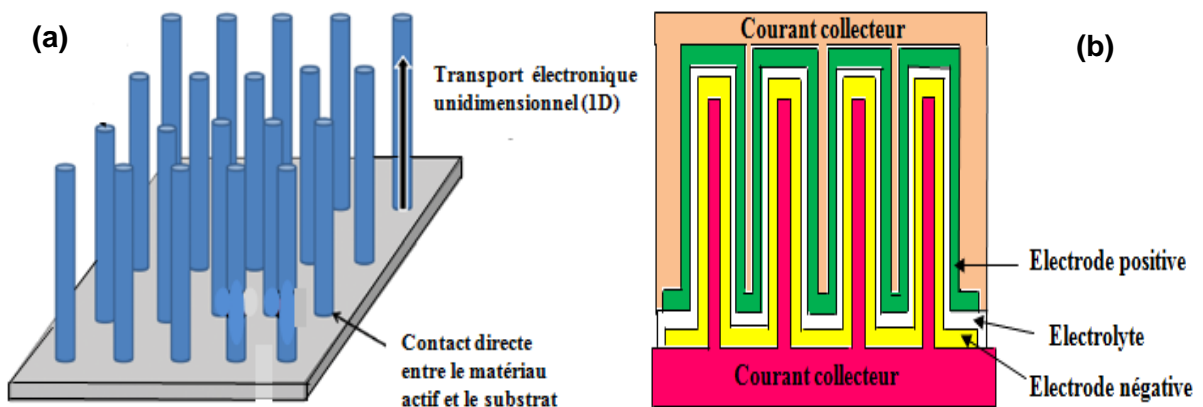 (a)
Transport électronique
unidimensionnel (1D)
Contact directe
entre le matériau
actif et le substrat
Courant collecteur
(b)
Electrode positive
Electrolyte
Electrode négative
Courant collecteur